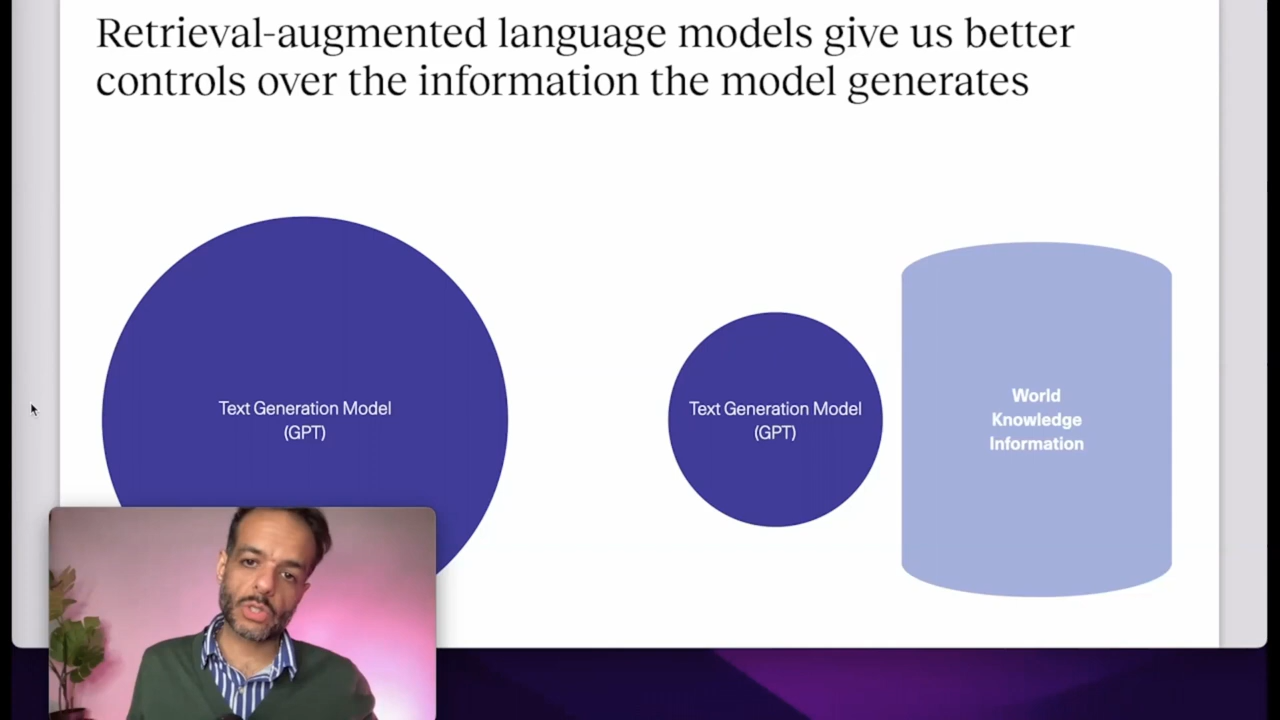 Retrieval-augmented language models give us better
controls over the information the model generates
Text Generation Model
(GPT)
Text Generation Model
(GPT)
World
Knowledge
Information